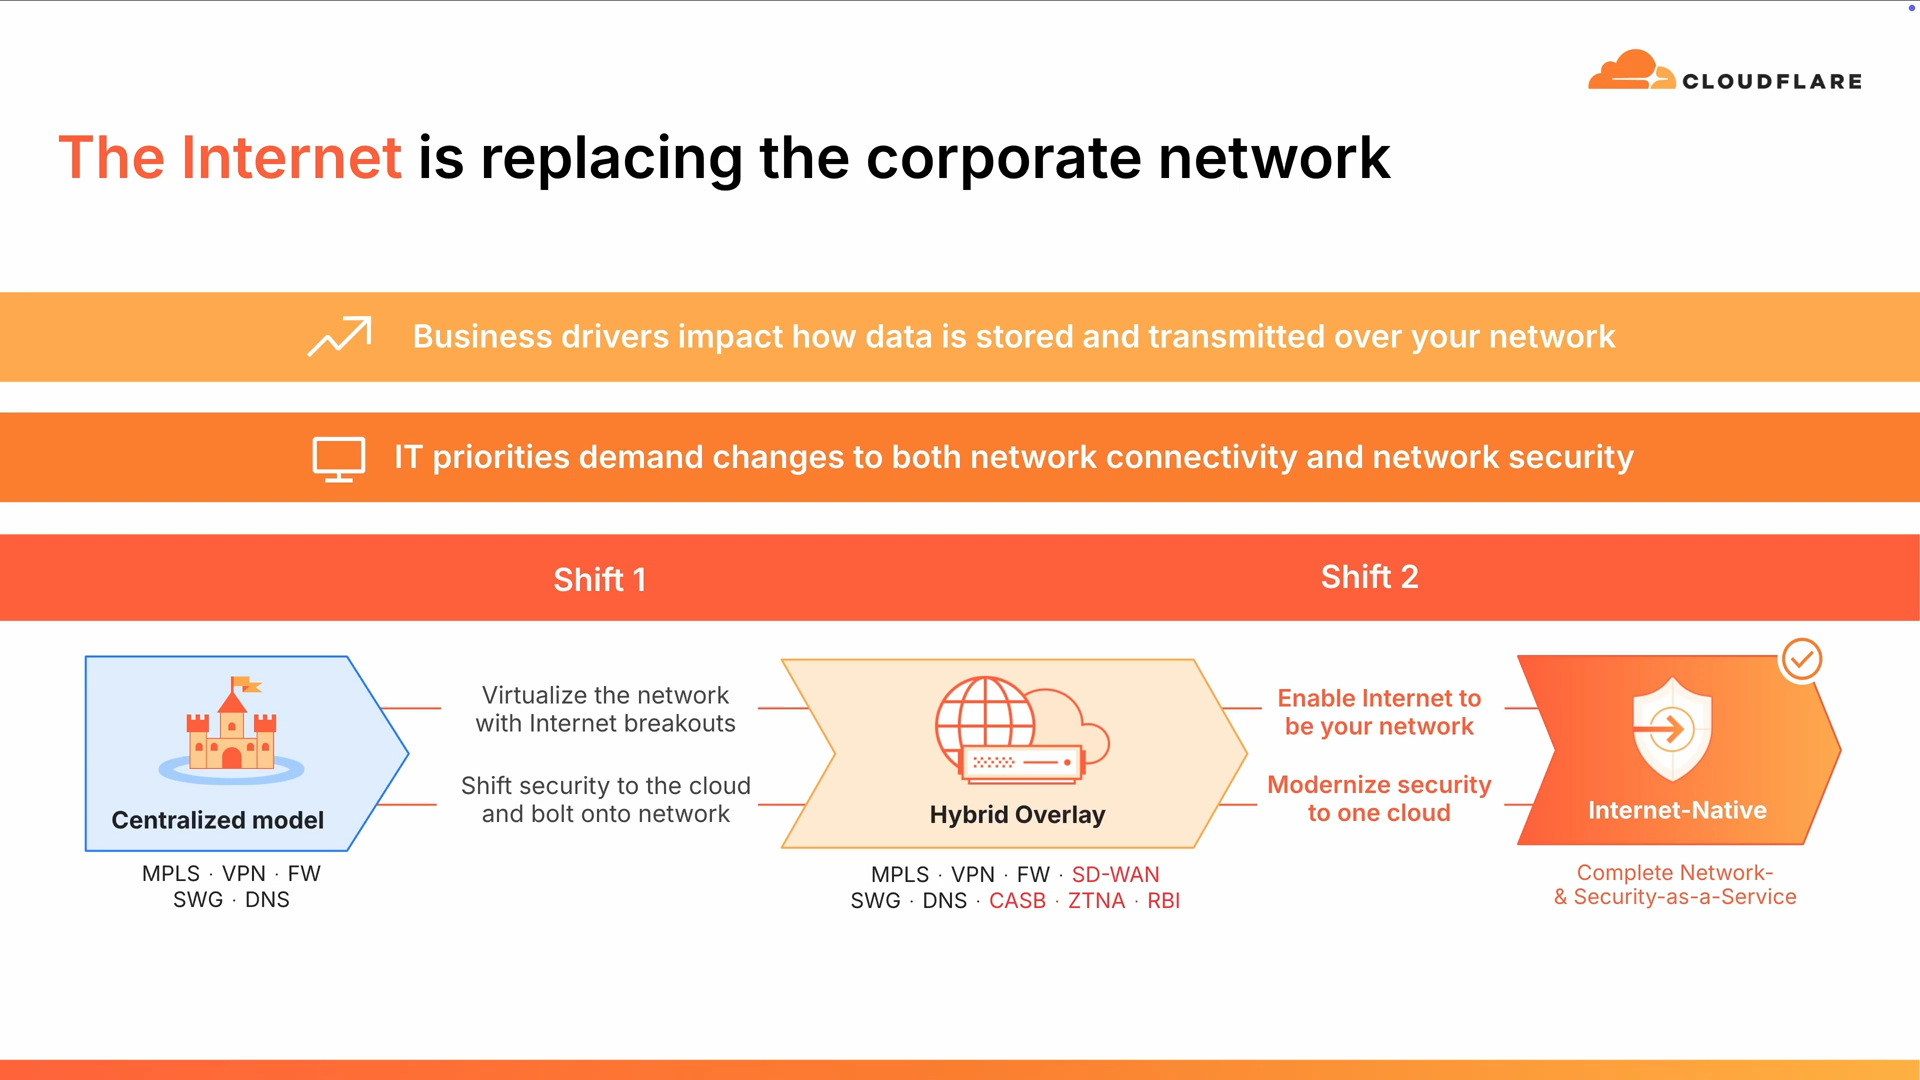 CLOUDFLARE
The Internet is replacing the corporate network
Business drivers impact how data is stored and transmitted over your network
IT priorities demand changes to both network connectivity and network security
Shift 1
Shift 2
Centralized model
MPLS · VPN · FW
SWG · DNS
Virtualize the network
with Internet breakouts
Shift security to the cloud
and bolt onto network
Hybrid Overlay
MPLS · VPN · FW · SD-WAN
SWG · DNS · CASB · ZTNA · RBI
Enable Internet to
be your network
Modernize security
to one cloud
Internet-Native
Complete Network-
& Security-as-a-Service